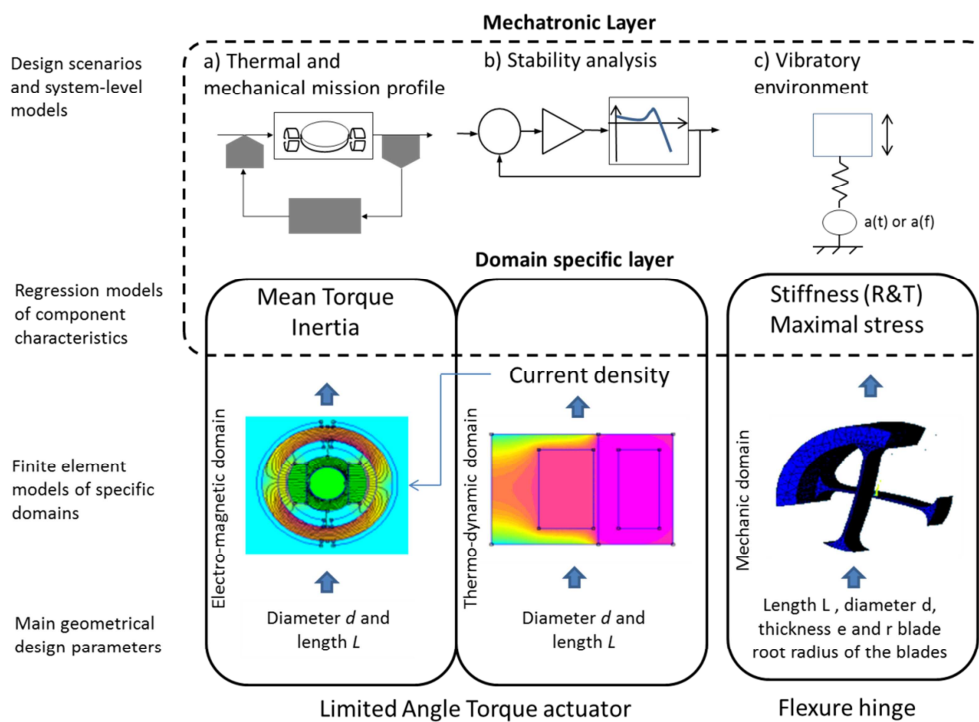 Mechatronic Layer
Design scenarios
and system-level
models
a) Thermal and
mechanical mission profile
b) Stability analysis
c) Vibratory
environment
a(t) or a(f)
Domain specific layer
Regression models
of component
characteristics
Mean Torque
Inertia
Stiffness (R&T)
Maximal stress
Current density
Finite element
models of specific
domains
Electro-magnetic domain
Thermo-dynamic domain
Mechanic domain
Main geometrical
design parameters
Diameter d and
length L
Diameter d and
length L
Length L , diameter d,
thickness e and r blade
root radius of the blades
Limited Angle Torque actuator
Flexure hinge